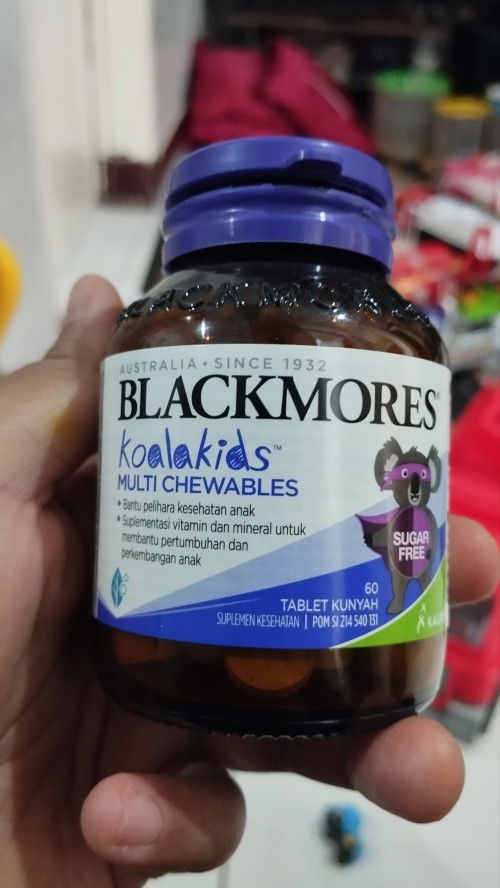 BLACKMORES
AUSTRALIA • SINCE 1932
BLACKMORES®
koalakids™
MULTI CHEWABLES
• Bantu pelihara kesehatan anak
• Suplementasi vitamin dan mineral untuk
membantu pertumbuhan dan
perkembangan anak
SUGAR
FREE
60
TABLET KUNYAH
SUPLEMEN KESEHATAN | POM SI 214 540 131